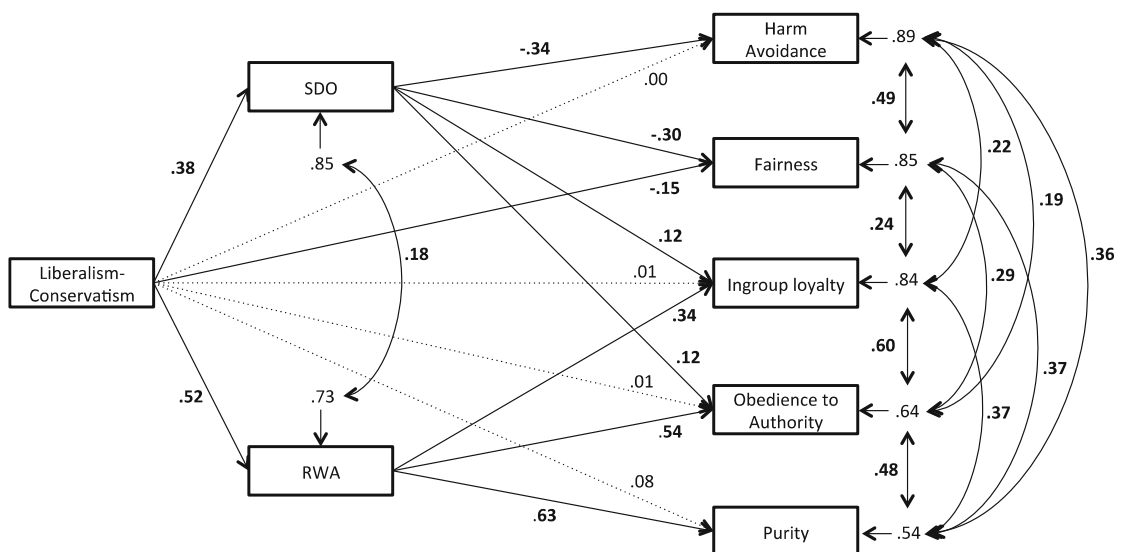 Harm
Avoidance
.89
-.34
.00
SDO
.49
.85
-.30
.22
Fairness
.85
.38
-.15
.19
.24
.12
.18
.36
Liberalism-
Conservatism
.01
Ingroup loyalty
.84
.29
.34
.60
.12
.37
.52
.73
.01
Obedience to
Authority
.64
.37
.54
RWA
.48
.08
.63
Purity
.54